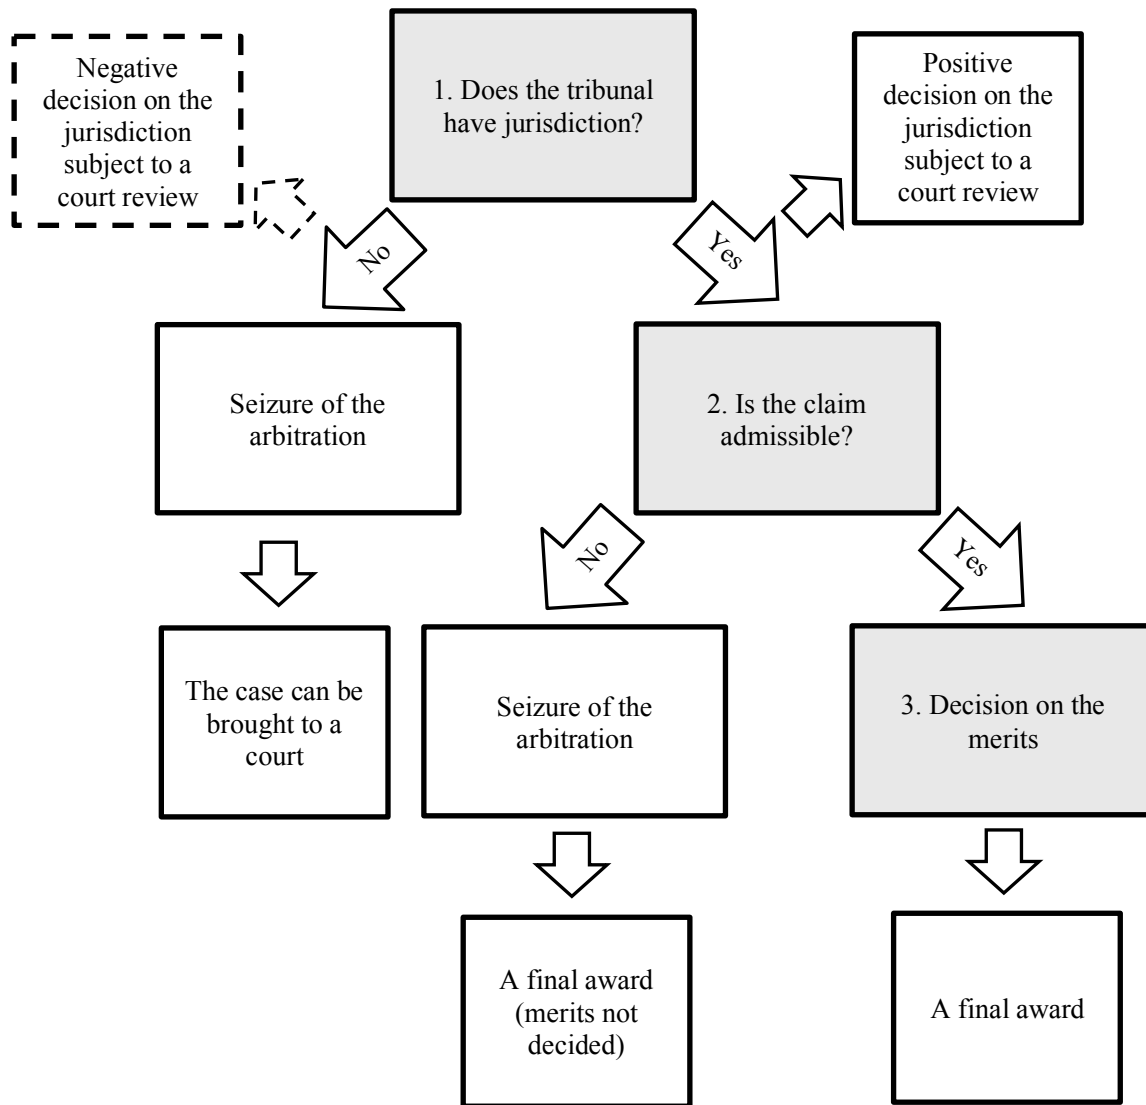 Negative
decision on the
jurisdiction
subject to a
court review
1. Does the tribunal
have jurisdiction?
Positive
decision on the
jurisdiction
subject to a
court review
No
Yes
Seizure of the
arbitration
2. Is the claim
admissible?
No
Yes
The case can be
brought to a
court
Seizure of the
arbitration
3. Decision on the
merits
A final award
(merits not
decided)
A final award